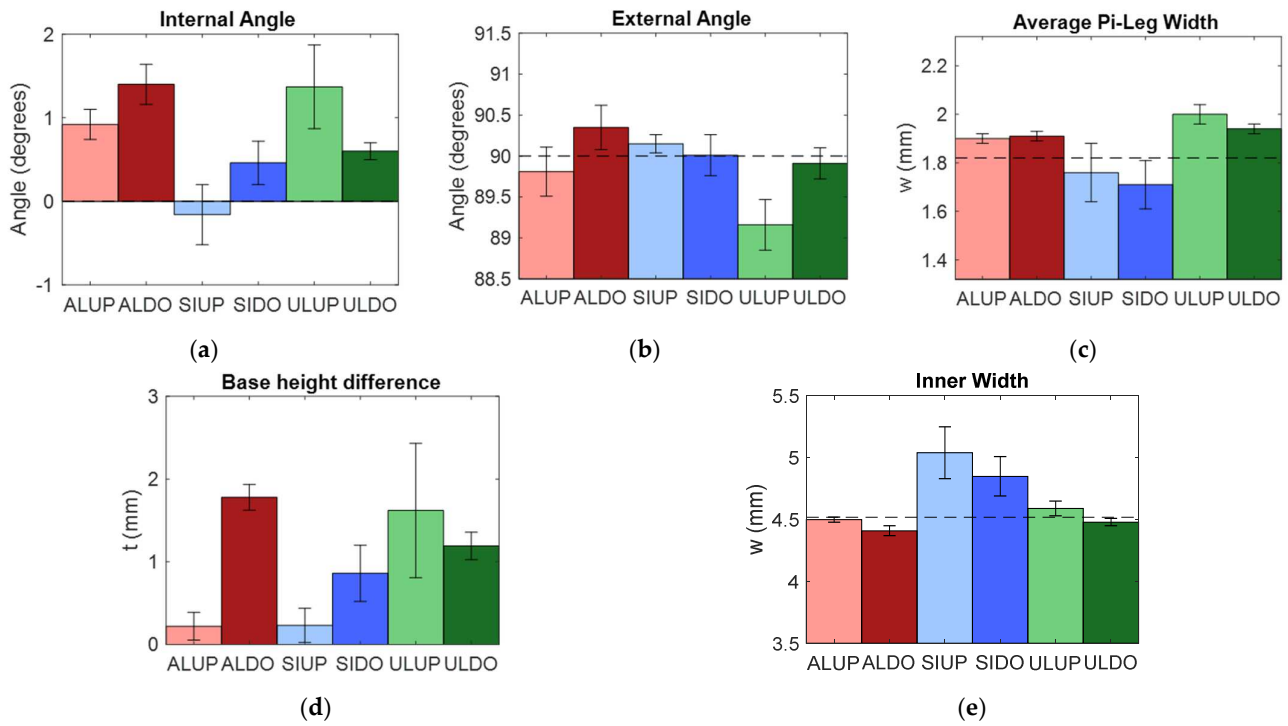 Internal Angle
Angle (degrees)
2
1
0
-1
ALUP ALDO SIUP SIDO ULUP ULDO
(a)
External Angle
Angle (degrees)
91.5
91
90.5
90
89.5
89
88.5
ALUP ALDO SIUP SIDO ULUP ULDO
(b)
Average Pi-Leg Width
w (mm)
2.2
2
1.8
1.6
1.4
ALUP ALDO SIUP SIDO ULUP ULDO
(c)
Base height difference
t (mm)
3
2
1
0
ALUP ALDO SIUP SIDO ULUP ULDO
(d)
Inner Width
w (mm)
5.5
5
4.5
4
3.5
ALUP ALDO SIUP SIDO ULUP ULDO
(e)